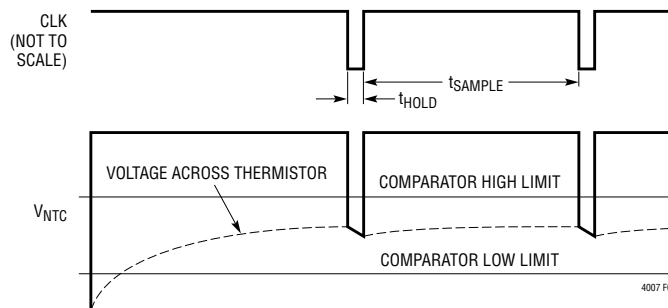 CLK
(NOT TO
SCALE)
tSAMPLE
tHOLD
VOLTAGE ACROSS THERMISTOR
COMPARATOR HIGH LIMIT
VNTC
COMPARATOR LOW LIMIT
4007 F